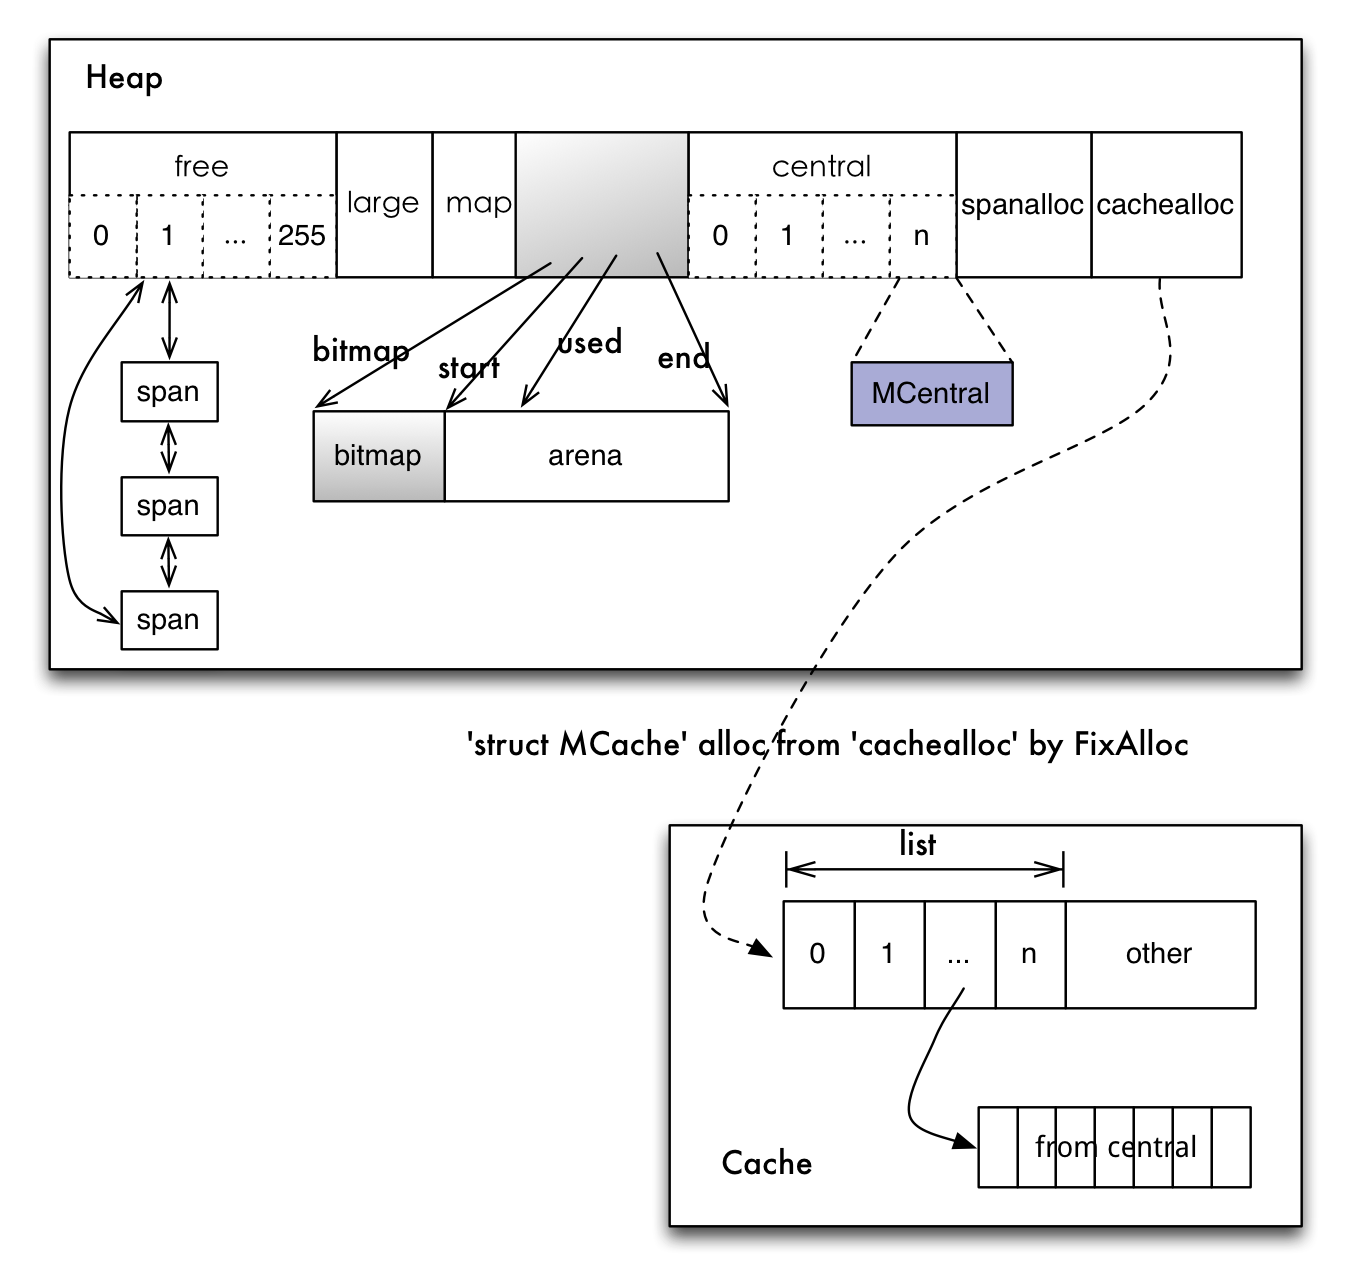 Heap
free
large
map
central
spanalloc
cachealloc
0 1 ... 255
0 1 ... n
bitmap
start
used
end
span
span
span
bitmap
arena
MCentral
'struct MCache' alloc from 'cachealloc' by FixAlloc
list
0 1 ... n other
from central
Cache